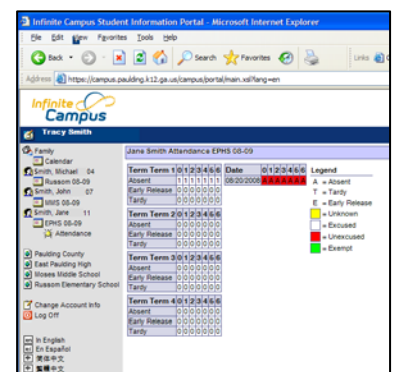 Infinite Campus Student Information Portal - Microsoft Internet Explorer
File Edit View Favorites Tools Help
Back Search Favorites Links
Address https://campus.paulding.k12.ga.us/campus/portal/main.xsl?lang=en
Infinite
Campus
Tracy Smith
Family
Calendar
Smith, Michael 04
Russom 08-09
Smith, John 07
MMS 08-09
Smith, Jane 11
EPHS 08-09
Attendance
Paulding County
East Paulding High
Moses Middle School
Russom Elementary School
Change Account Info
Log Off
In English
En Español
简体中文
繁體中文
Jane Smith Attendance EPHS 08-09
Term Term 1 0 1 2 3 4 5 6
Absent 1 1 1 1 1 1 1
Early Release 0 0 0 0 0 0 0
Tardy 0 0 0 0 0 0 0
Term Term 2 0 1 2 3 4 5 6
Absent 0 0 0 0 0 0 0
Early Release 0 0 0 0 0 0 0
Tardy 0 0 0 0 0 0 0
Term Term 3 0 1 2 3 4 5 6
Absent 0 0 0 0 0 0 0
Early Release 0 0 0 0 0 0 0
Tardy 0 0 0 0 0 0 0
Term Term 4 0 1 2 3 4 5 6
Absent 0 0 0 0 0 0 0
Early Release 0 0 0 0 0 0 0
Tardy 0 0 0 0 0 0 0
Date 0 1 2 3 4 5 6
08/20/2008 A A A A A A A
Legend
A = Absent
T = Tardy
E = Early Release
= Unknown
= Excused
= Unexcused
= Exempt